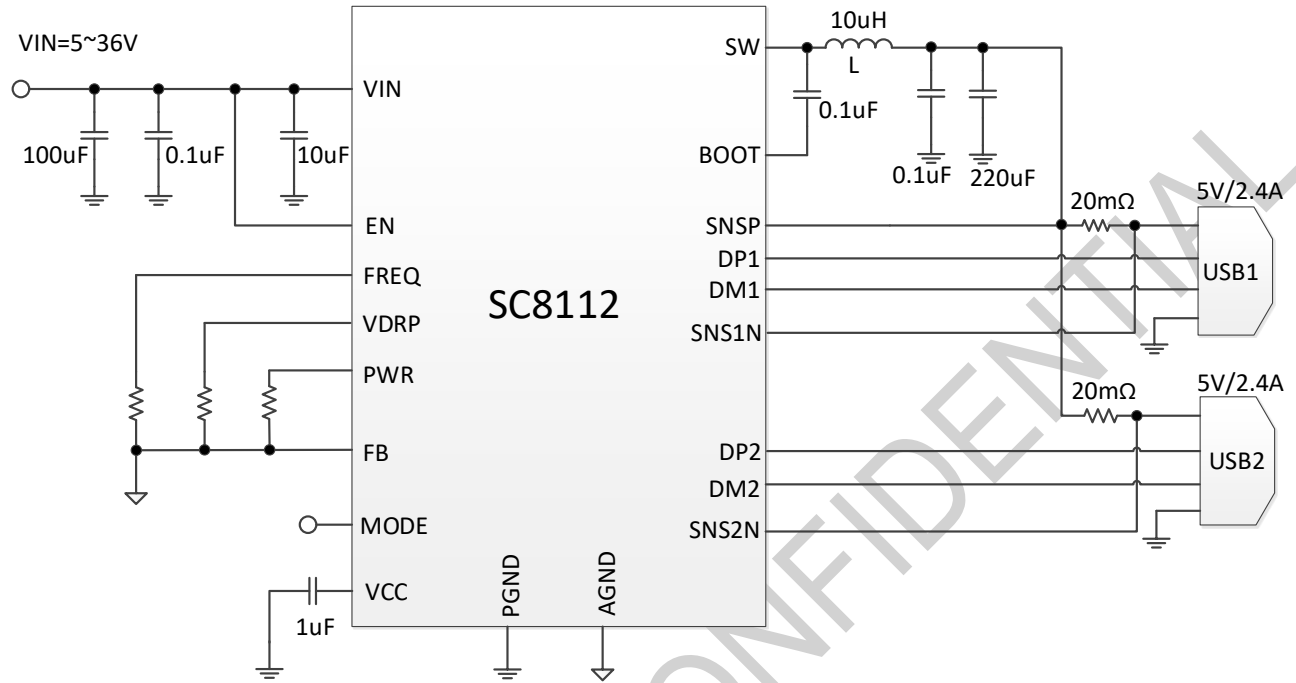 VIN=5~36V
100uF
0.1uF
10uF
VIN
EN
FREQ
VDRP
PWR
FB
MODE
VCC
1uF
SC8112
PGND
AGND
SW
BOOT
SNSP
DP1
DM1
SNS1N
DP2
DM2
SNS2N
10uH
L
0.1uF
0.1uF
220uF
20mΩ
5V/2.4A
USB1
20mΩ
5V/2.4A
USB2
CONFIDENTIAL